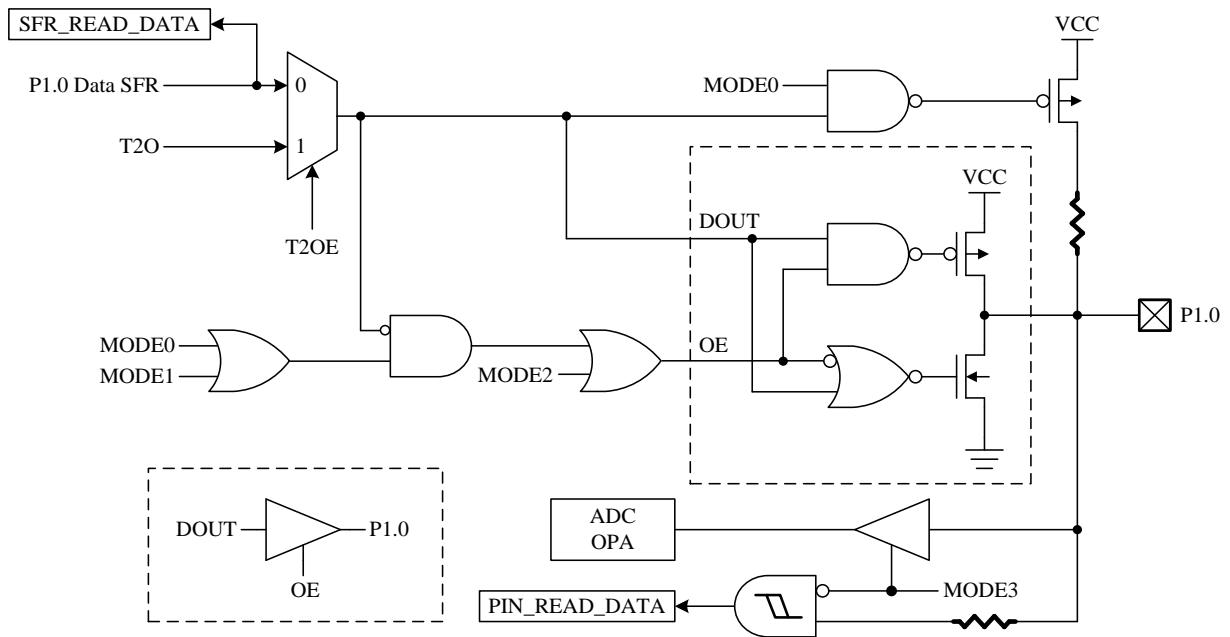 SFR_READ_DATA
VCC
P1.0 Data SFR
0
MODE0
T2O
1
VCC
DOUT
T2OE
P1.0
MODE0
OE
MODE1
MODE2
ADC
OPA
DOUT
P1.0
OE
MODE3
PIN_READ_DATA